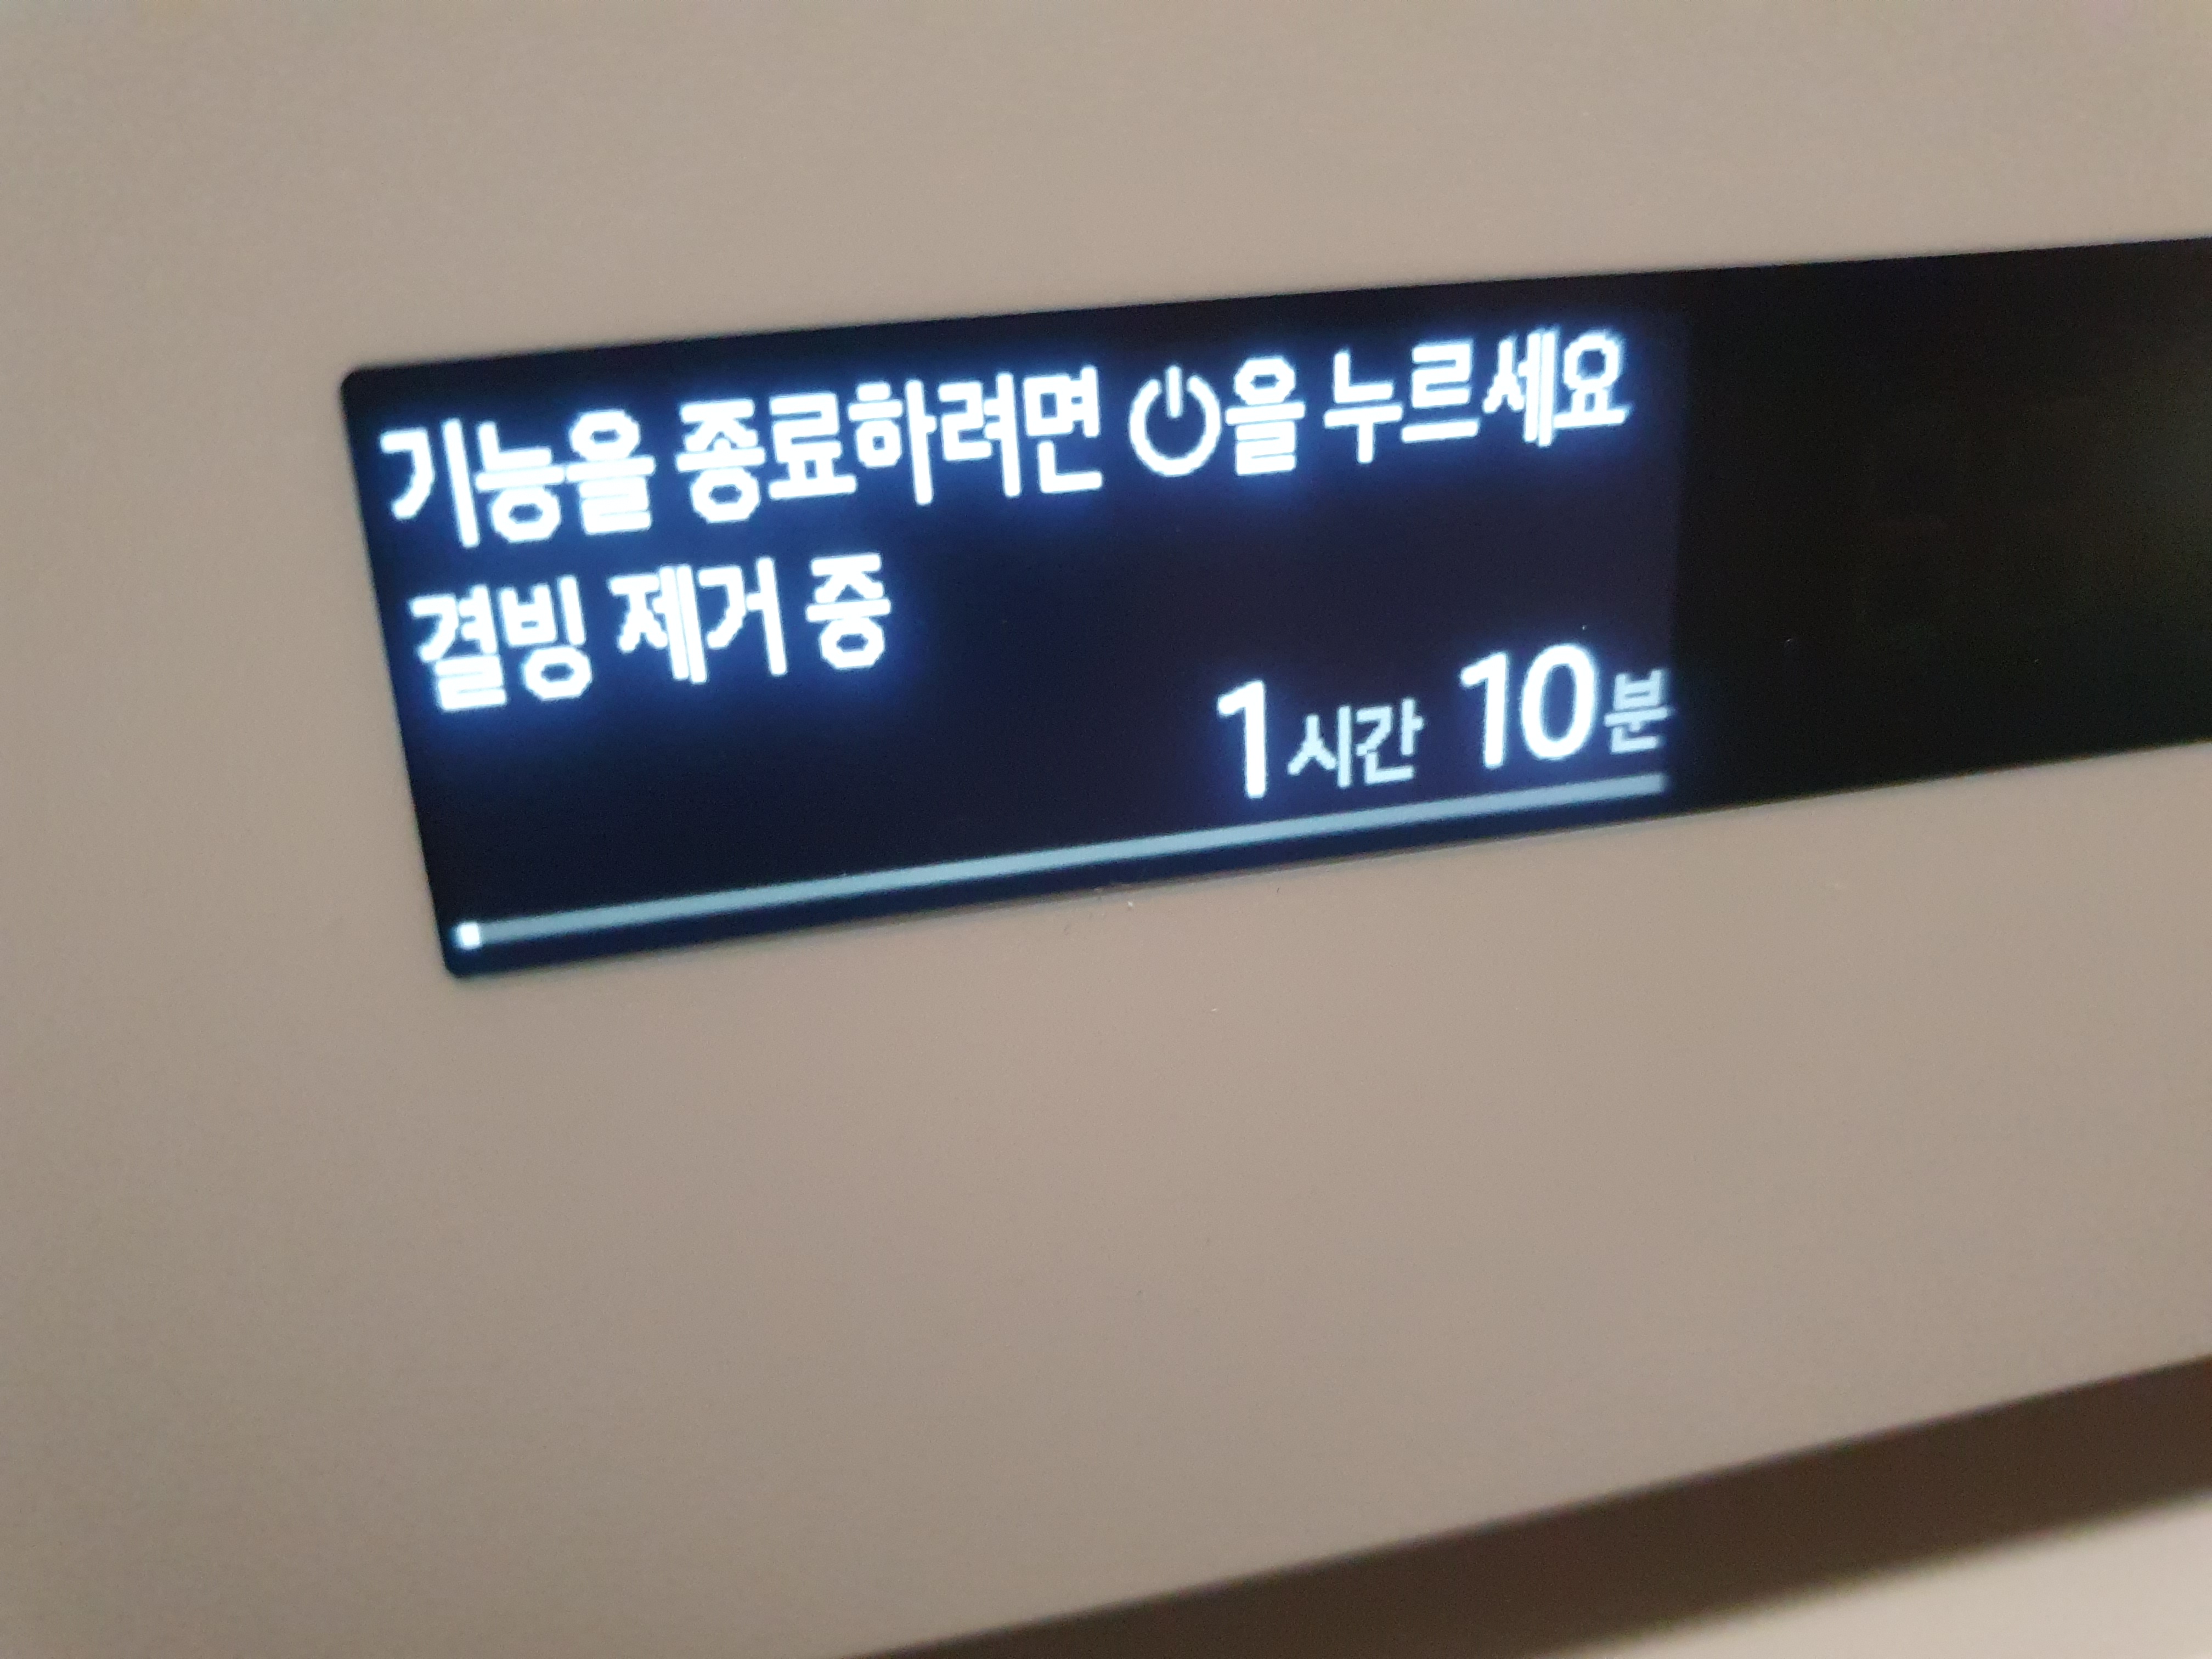 기능을 종료하려면 ⏻을 누르세요
결빙 제거 중
1시간 10분